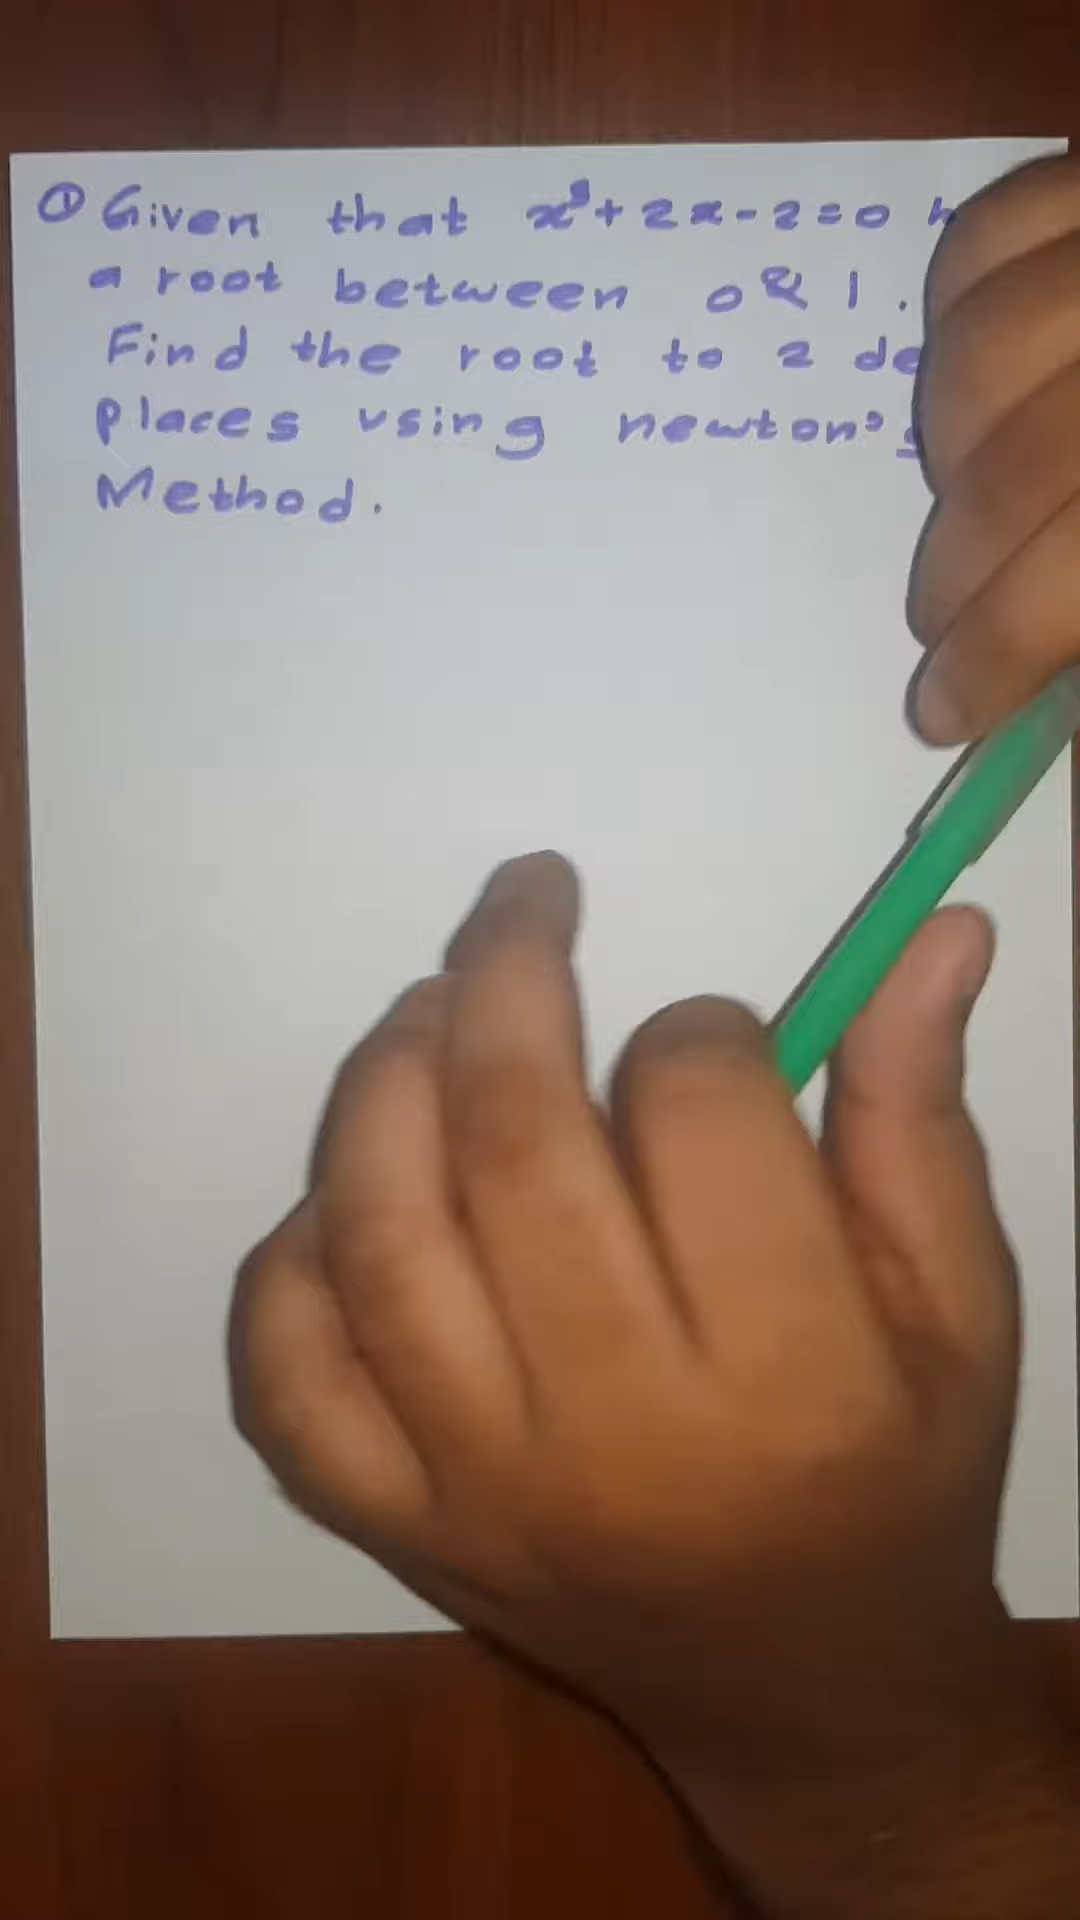 ① Given that x³+2x-2=0
a root between 0 & 1.
Find the root to 2
places using newton's
Method.